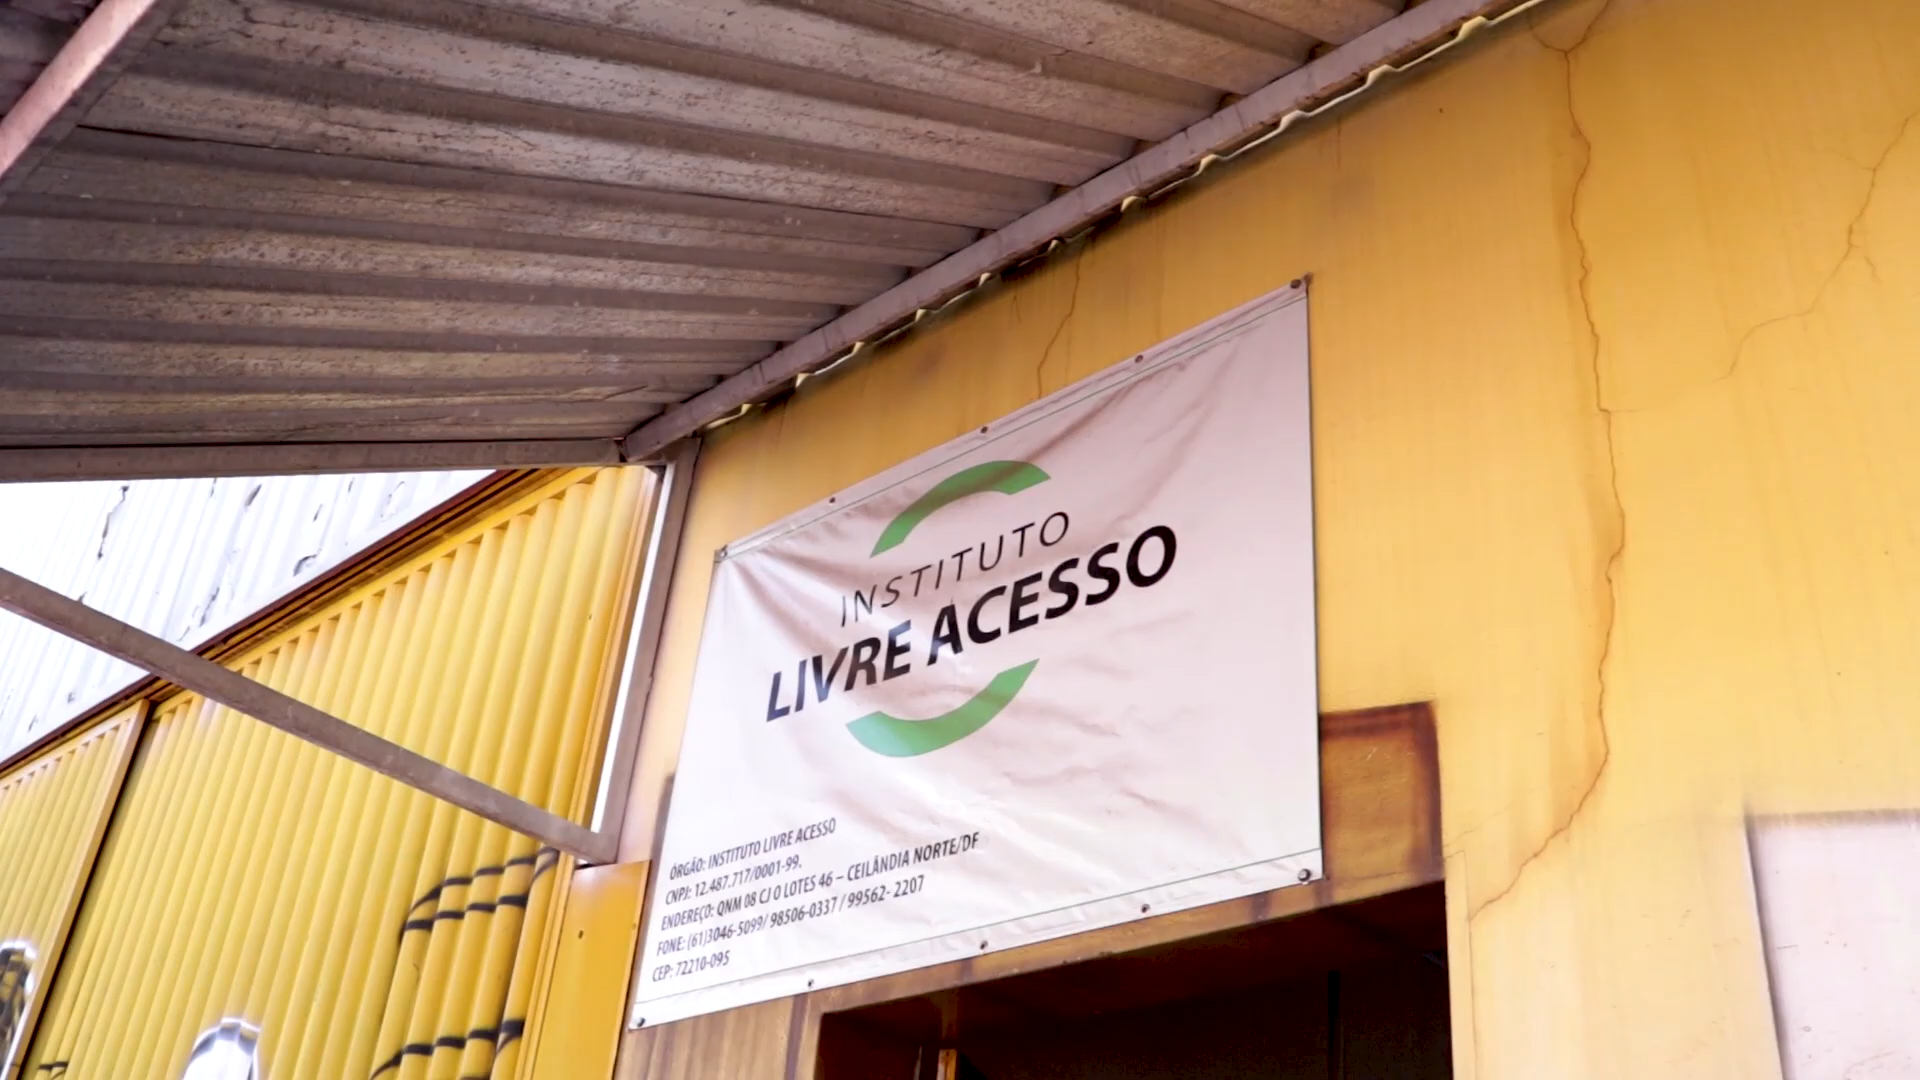 INSTITUTO
LIVRE ACESSO
ÓRGÃO: INSTITUTO LIVRE ACESSO
CNPJ: 12.487.717/0001-99.
ENDEREÇO: QNM 08 CJ O LOTES 46 – CEILÂNDIA NORTE/DF
FONE: (61)3046-5099/ 98506-0337 / 99562- 2207
CEP: 72210-095